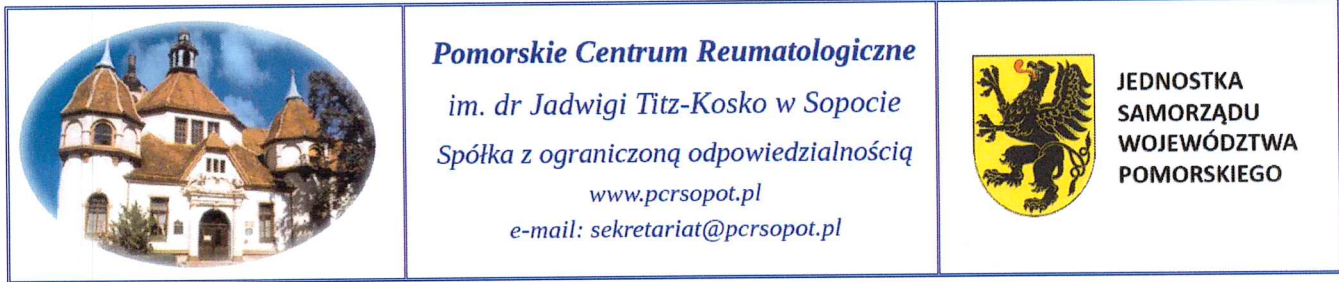 Pomorskie Centrum Reumatologiczne
im. dr Jadwigi Titz-Kosko w Sopocie
Spółka z ograniczoną odpowiedzialnością
www.pcrsopot.pl
e-mail: sekretariat@pcrsopot.pl
JEDNOSTKA
SAMORZĄDU
WOJEWÓDZTWA
POMORSKIEGO